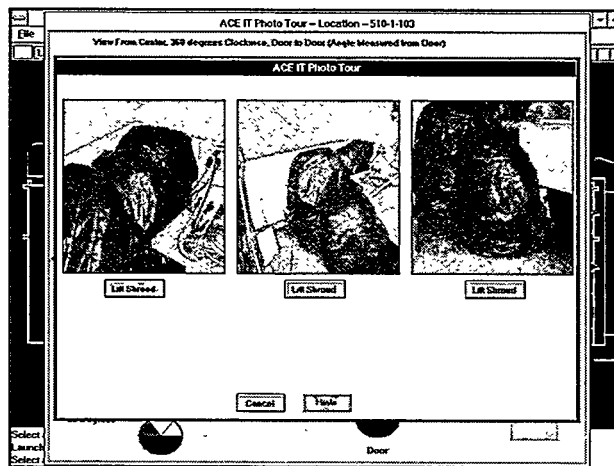 ACE IT Photo Tour - Location - 510-1-103
File
View From Center, 360 degrees Clockwise, Door to Door (Angle Measured from Door)
ACE IT Photo Tour
Lift Shroud
Lift Shroud
Lift Shroud
Cancel
Door
Select
Launch
Select